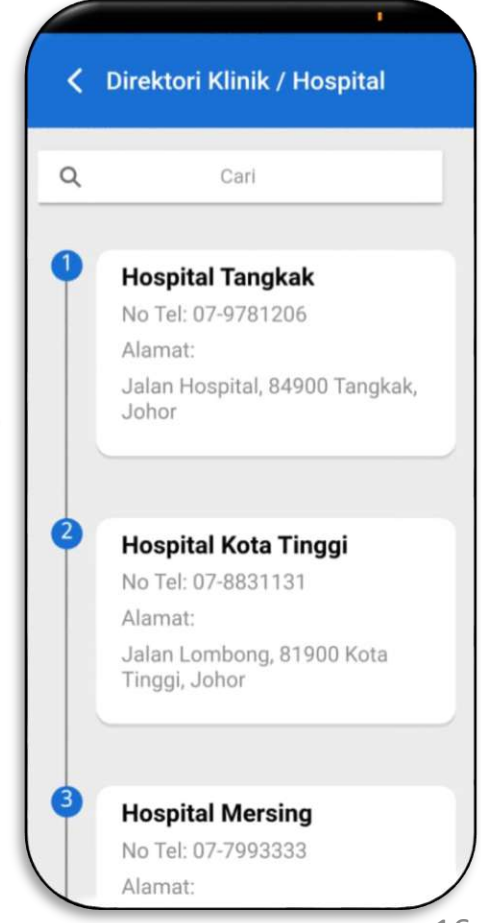 Direktori Klinik / Hospital
Cari
1
Hospital Tangkak
No Tel: 07-9781206
Alamat:
Jalan Hospital, 84900 Tangkak,
Johor
2
Hospital Kota Tinggi
No Tel: 07-8831131
Alamat:
Jalan Lombong, 81900 Kota
Tinggi, Johor
3
Hospital Mersing
No Tel: 07-7993333
Alamat: